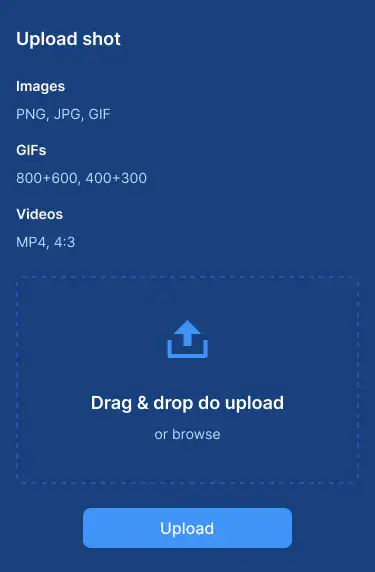 Upload shot
Images
PNG, JPG, GIF
GIFs
800+600, 400+300
Videos
MP4, 4:3
Drag & drop do upload
or browse
Upload